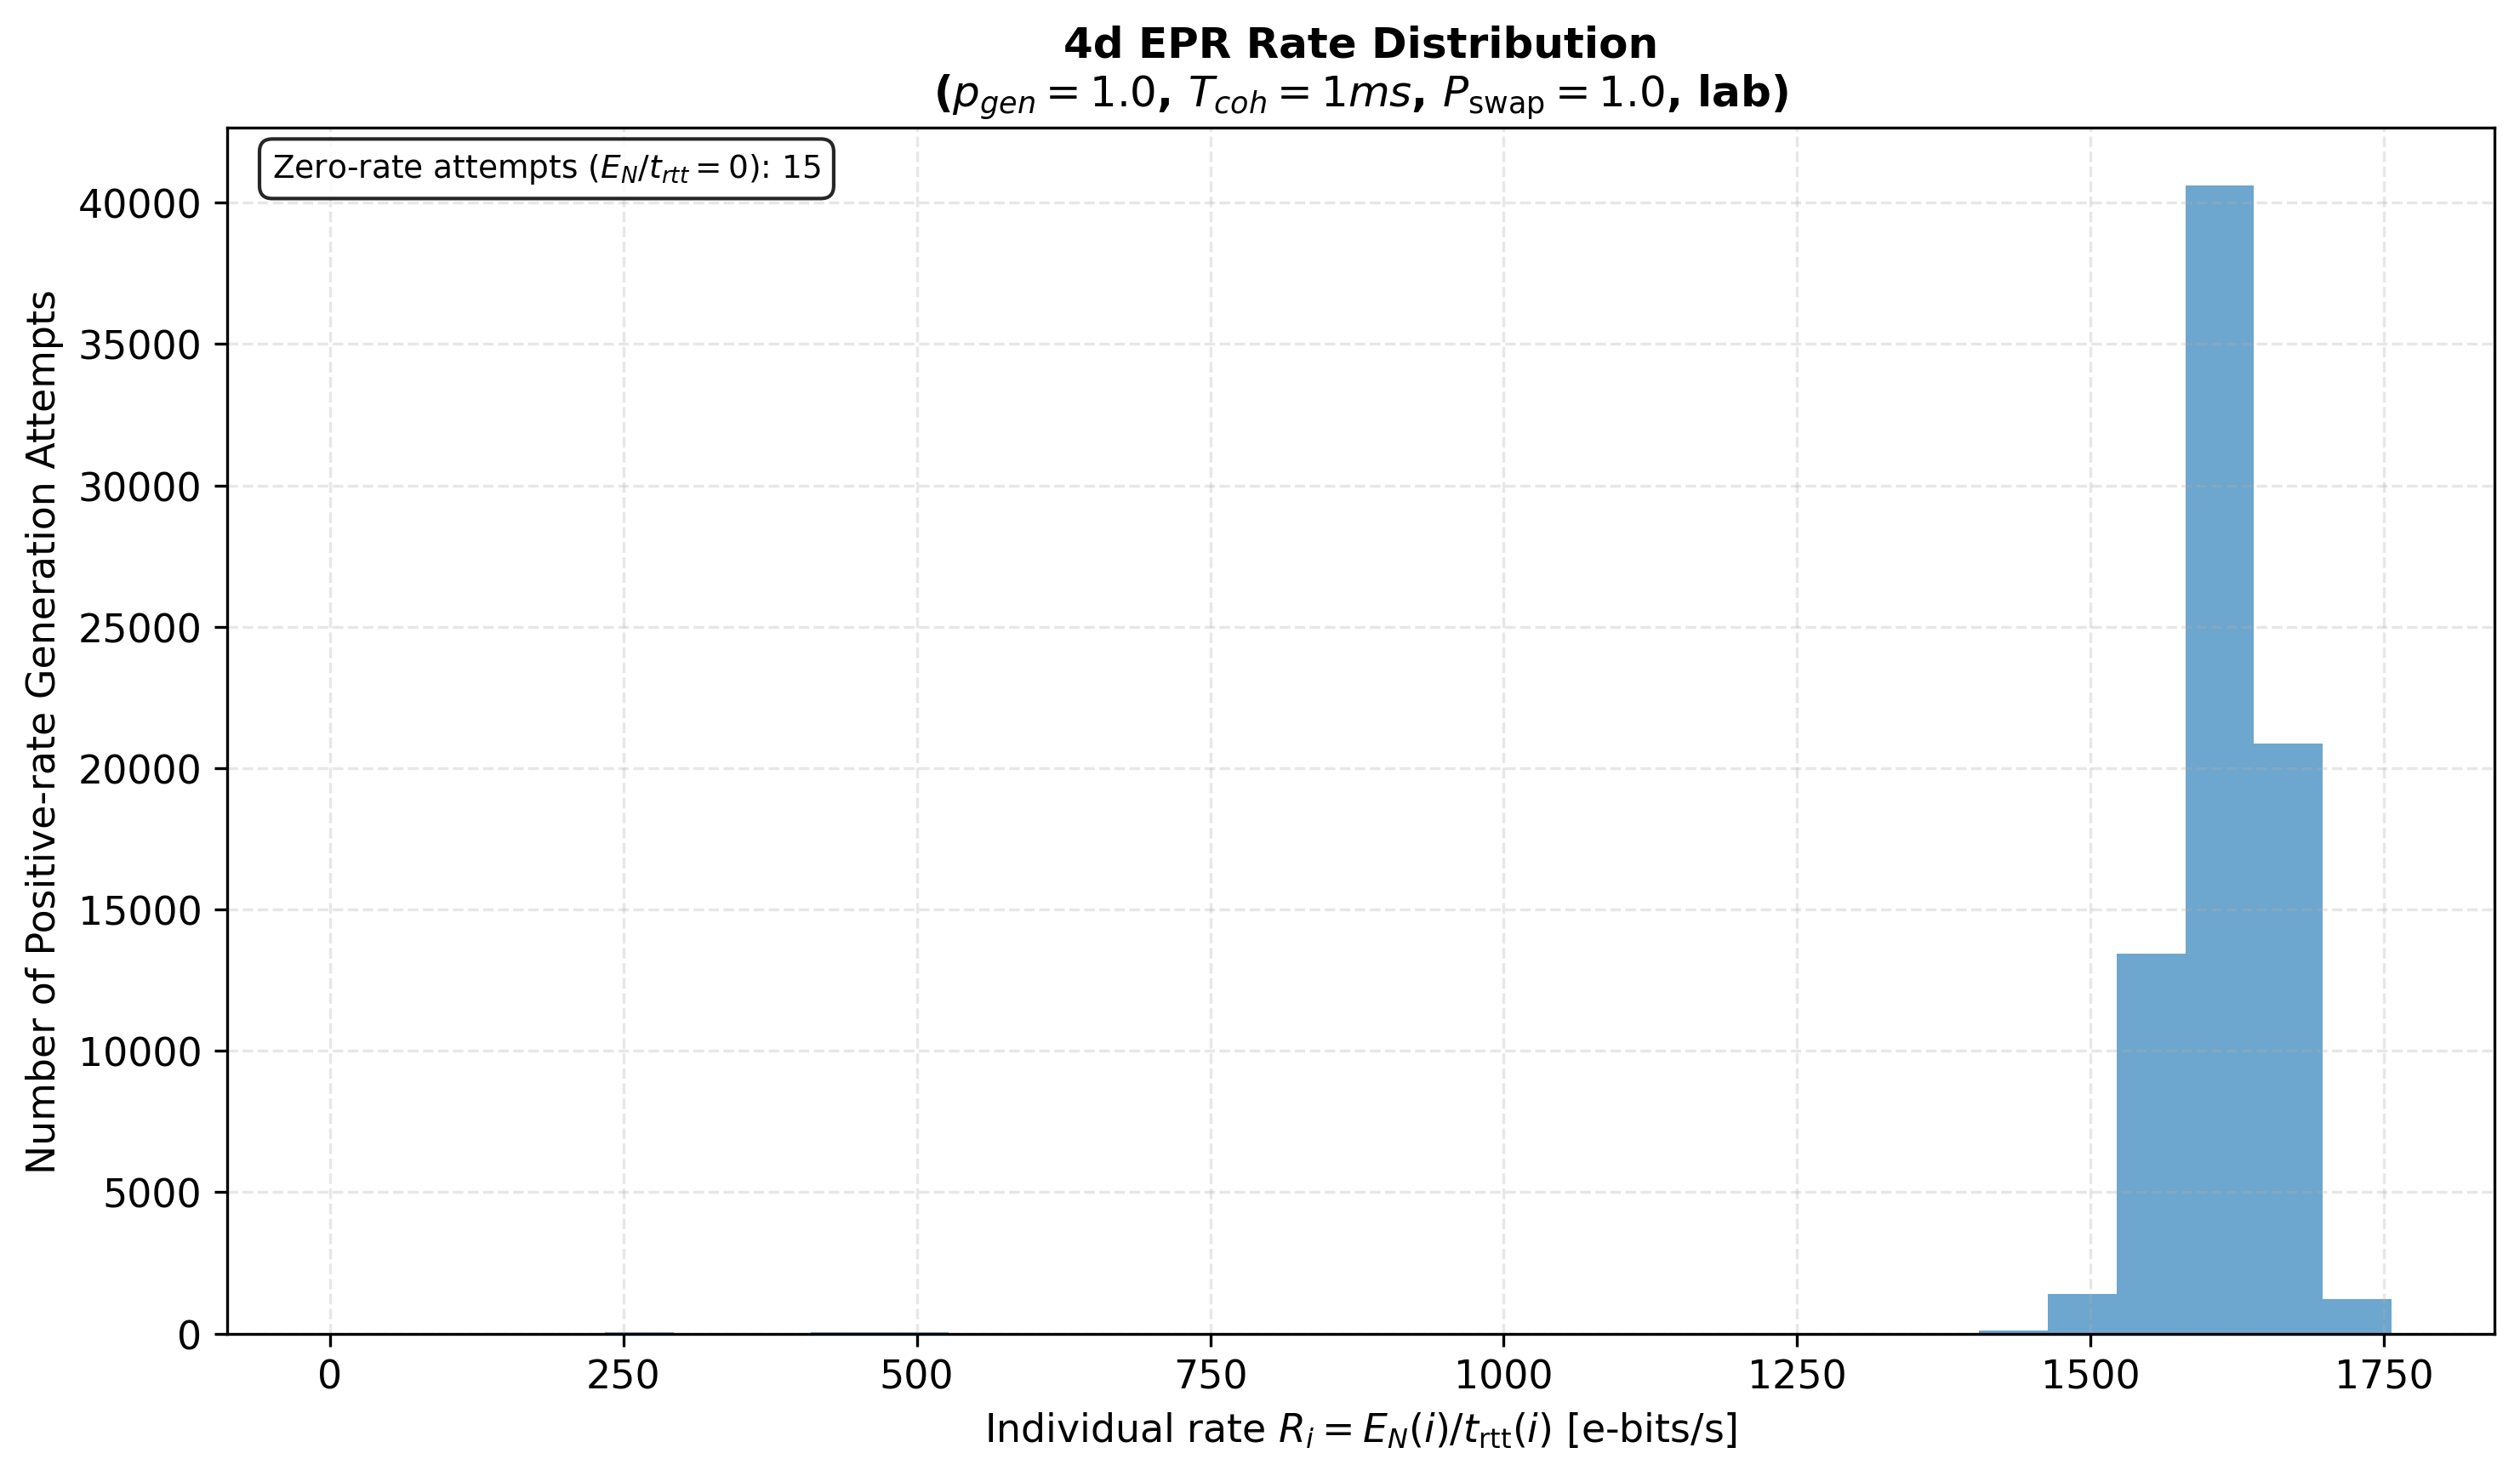 4d EPR Rate Distribution
(p_gen = 1.0, T_coh = 1ms, P_swap = 1.0, lab)
Zero-rate attempts (E_N/t_rtt = 0): 15
Number of Positive-rate Generation Attempts
40000
35000
30000
25000
20000
15000
10000
5000
0
0 250 500 750 1000 1250 1500 1750
Individual rate R_i = E_N(i)/t_rtt(i) [e-bits/s]